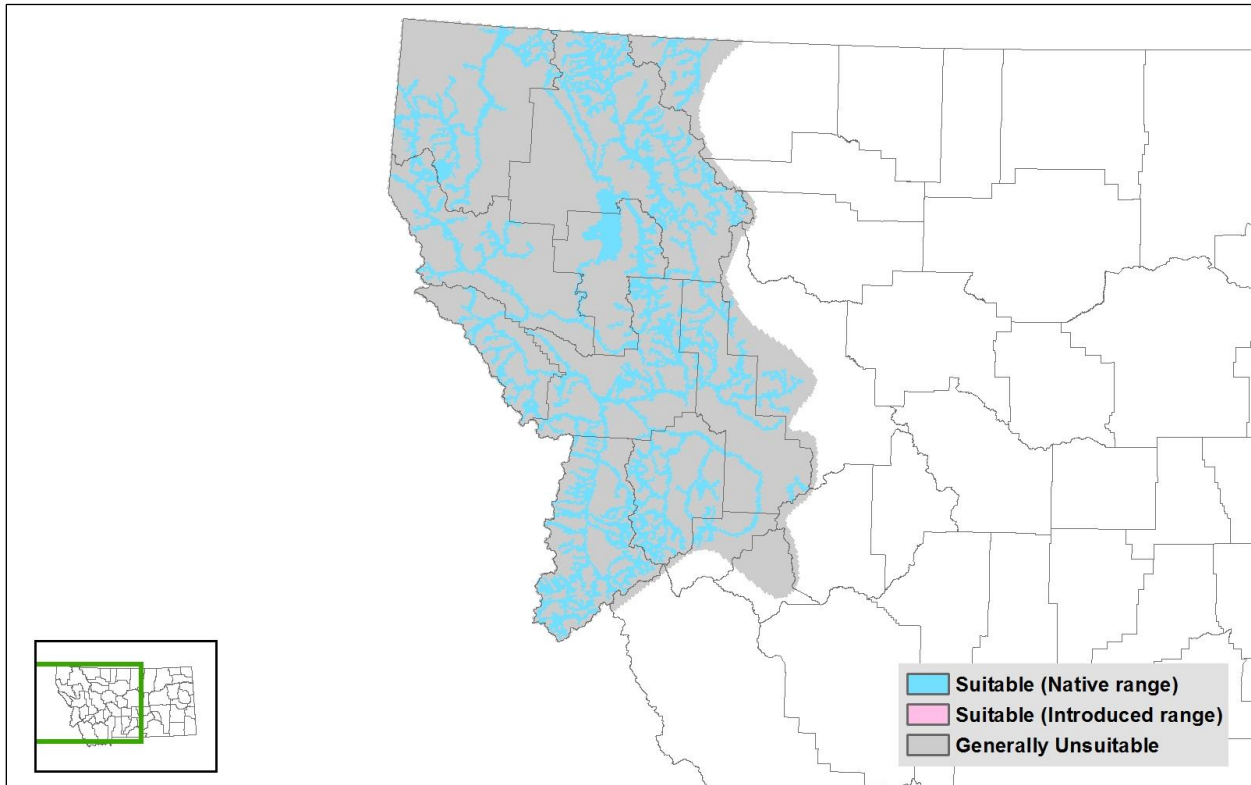 Suitable (Native range)
Suitable (Introduced range)
Generally Unsuitable